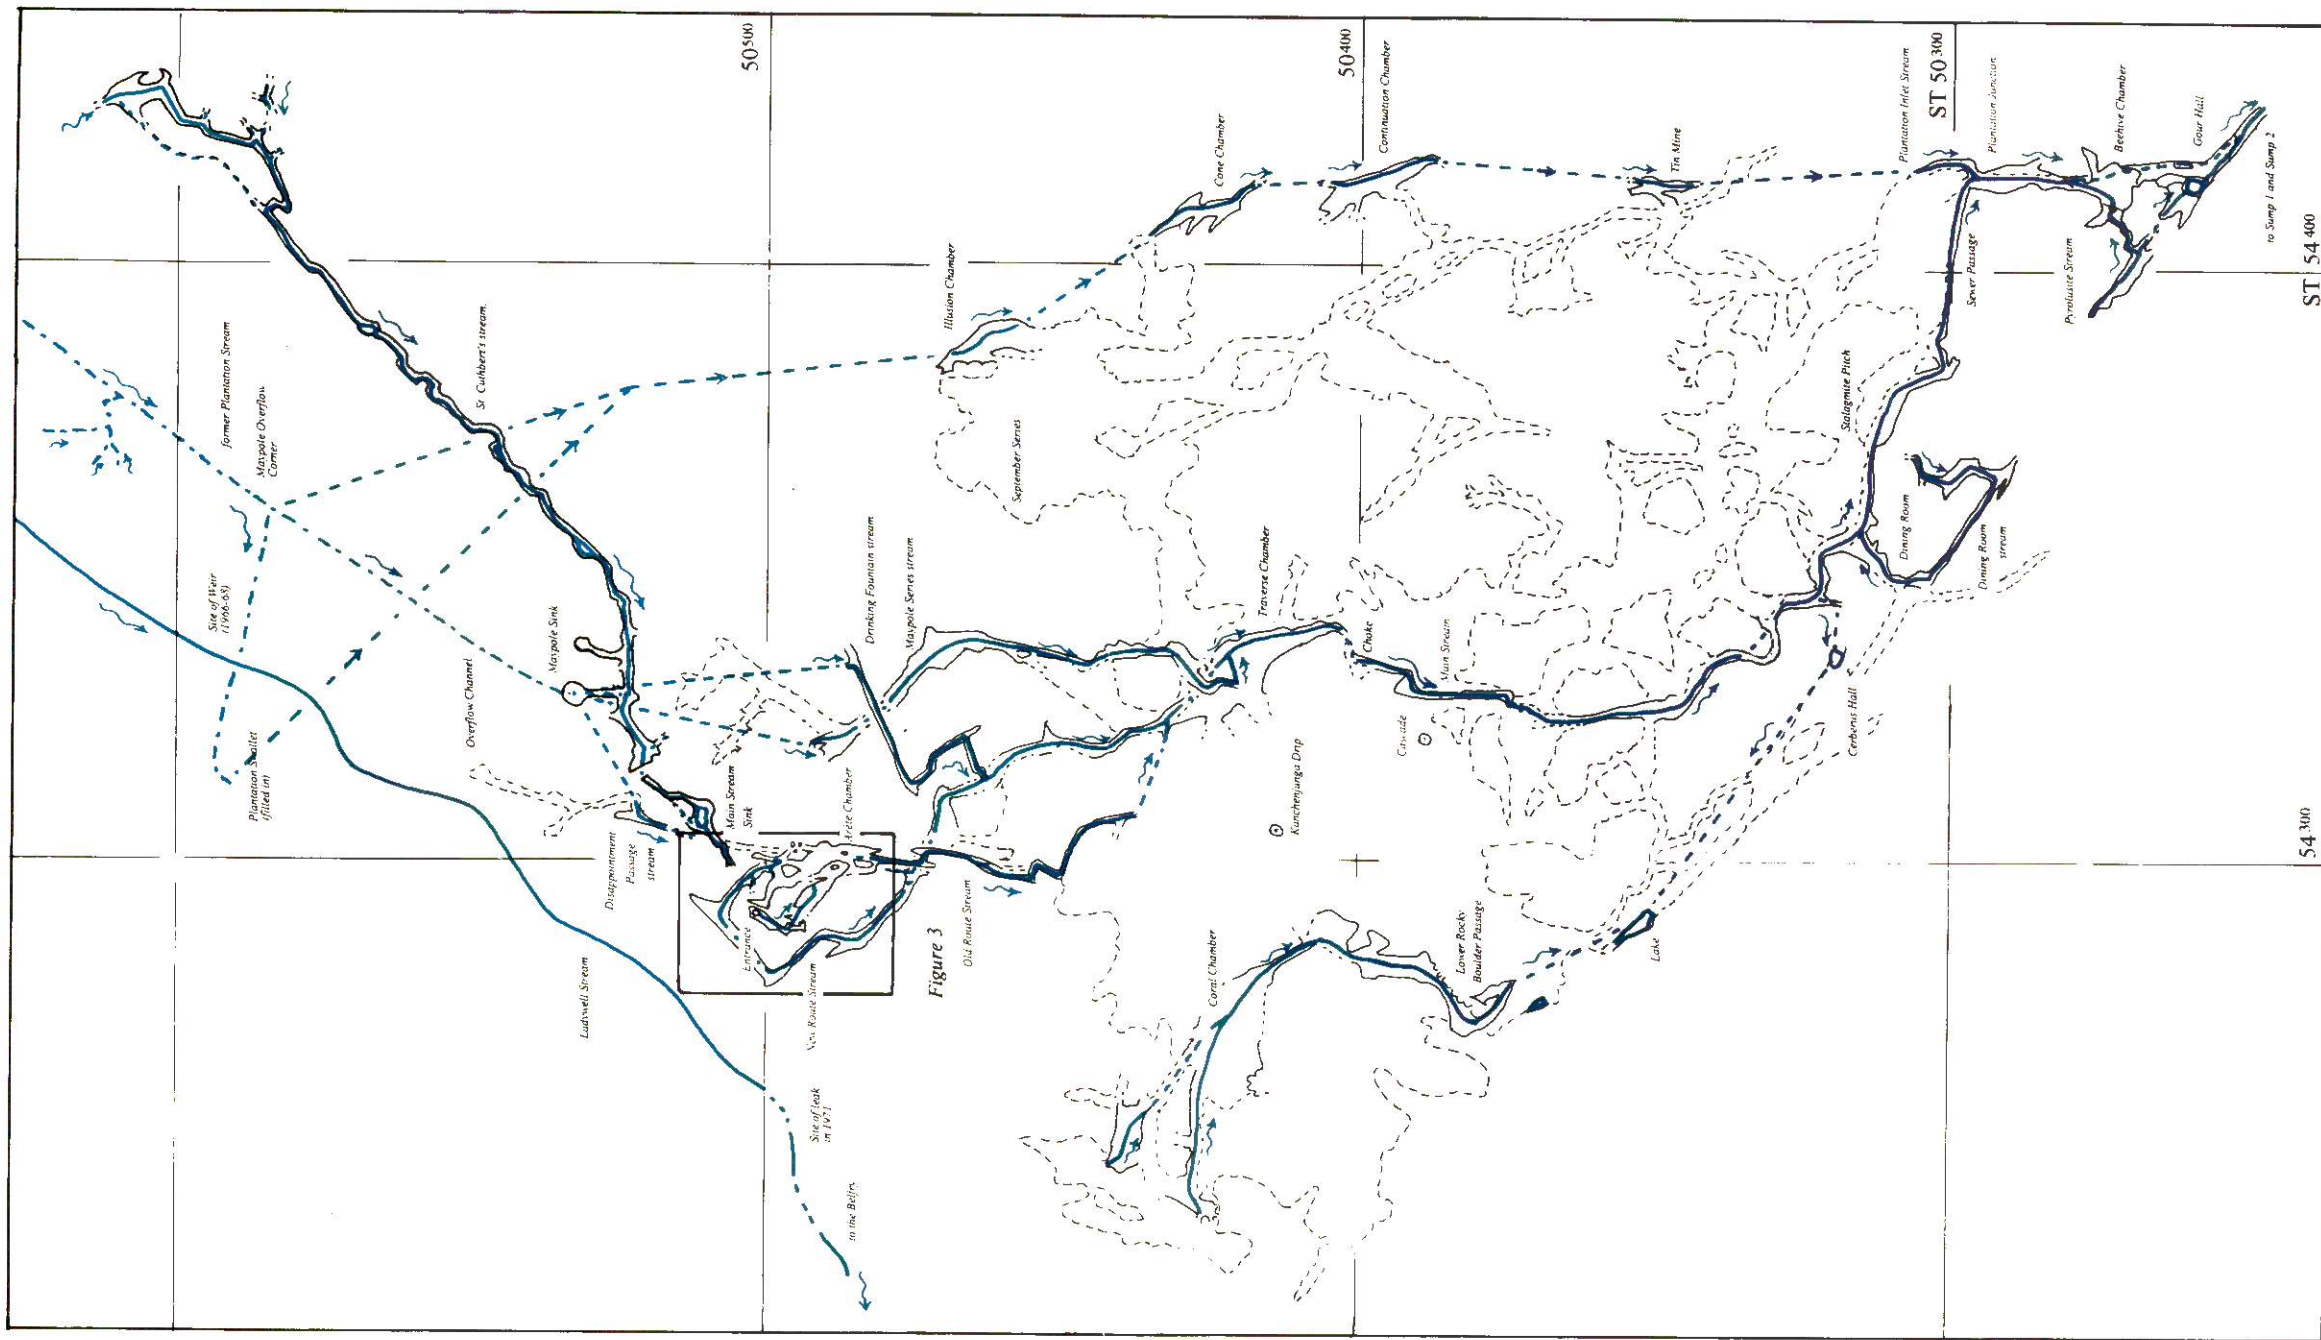 50500
50400
ST 50300
ST 54400
54300
former Plantation Stream
Maypole Overflow
Corner
St. Cuthbert's stream
Site of Weir
(1966-68)
Plantation Swallet
(filled in)
Overflow Channel
Maypole Sink
Ladywell Stream
Disappointment
Passage
stream
Main Stream
Sink
Arête Chamber
Entrance
New Route Stream
Figure 3
Old Route Stream
Site of leak
in 1971
to the Belfry
Drinking Fountain stream
Maypole Series stream
Illusion Chamber
September Series
Cone Chamber
Continuation Chamber
Tin Mine
Plantation Inlet Stream
Plantation Junction
Beehive Chamber
Gour Hall
to Sump 1 and Sump 2
Pyrolusite Stream
Sewer Passage
Stalagmite Pitch
Dining Room
Dining Room
stream
Traverse Chamber
Choke
Main Stream
Cascade
Kanchenjunga Drip
Cerberus Hall
Lake
Lower Rocky
Boulder Passage
Coral Chamber